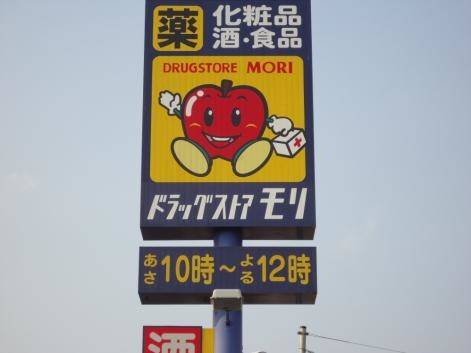 薬 化粧品
酒・食品
DRUGSTORE MORI
ドラッグストア モリ
あさ10時～よる12時
酒